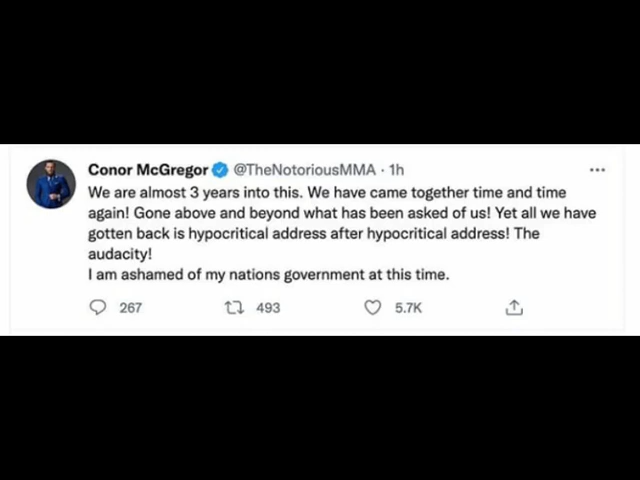 Conor McGregor @TheNotoriousMMA · 1h
We are almost 3 years into this. We have came together time and time
again! Gone above and beyond what has been asked of us! Yet all we have
gotten back is hypocritical address after hypocritical address! The
audacity!
I am ashamed of my nations government at this time.
267 493 5.7K